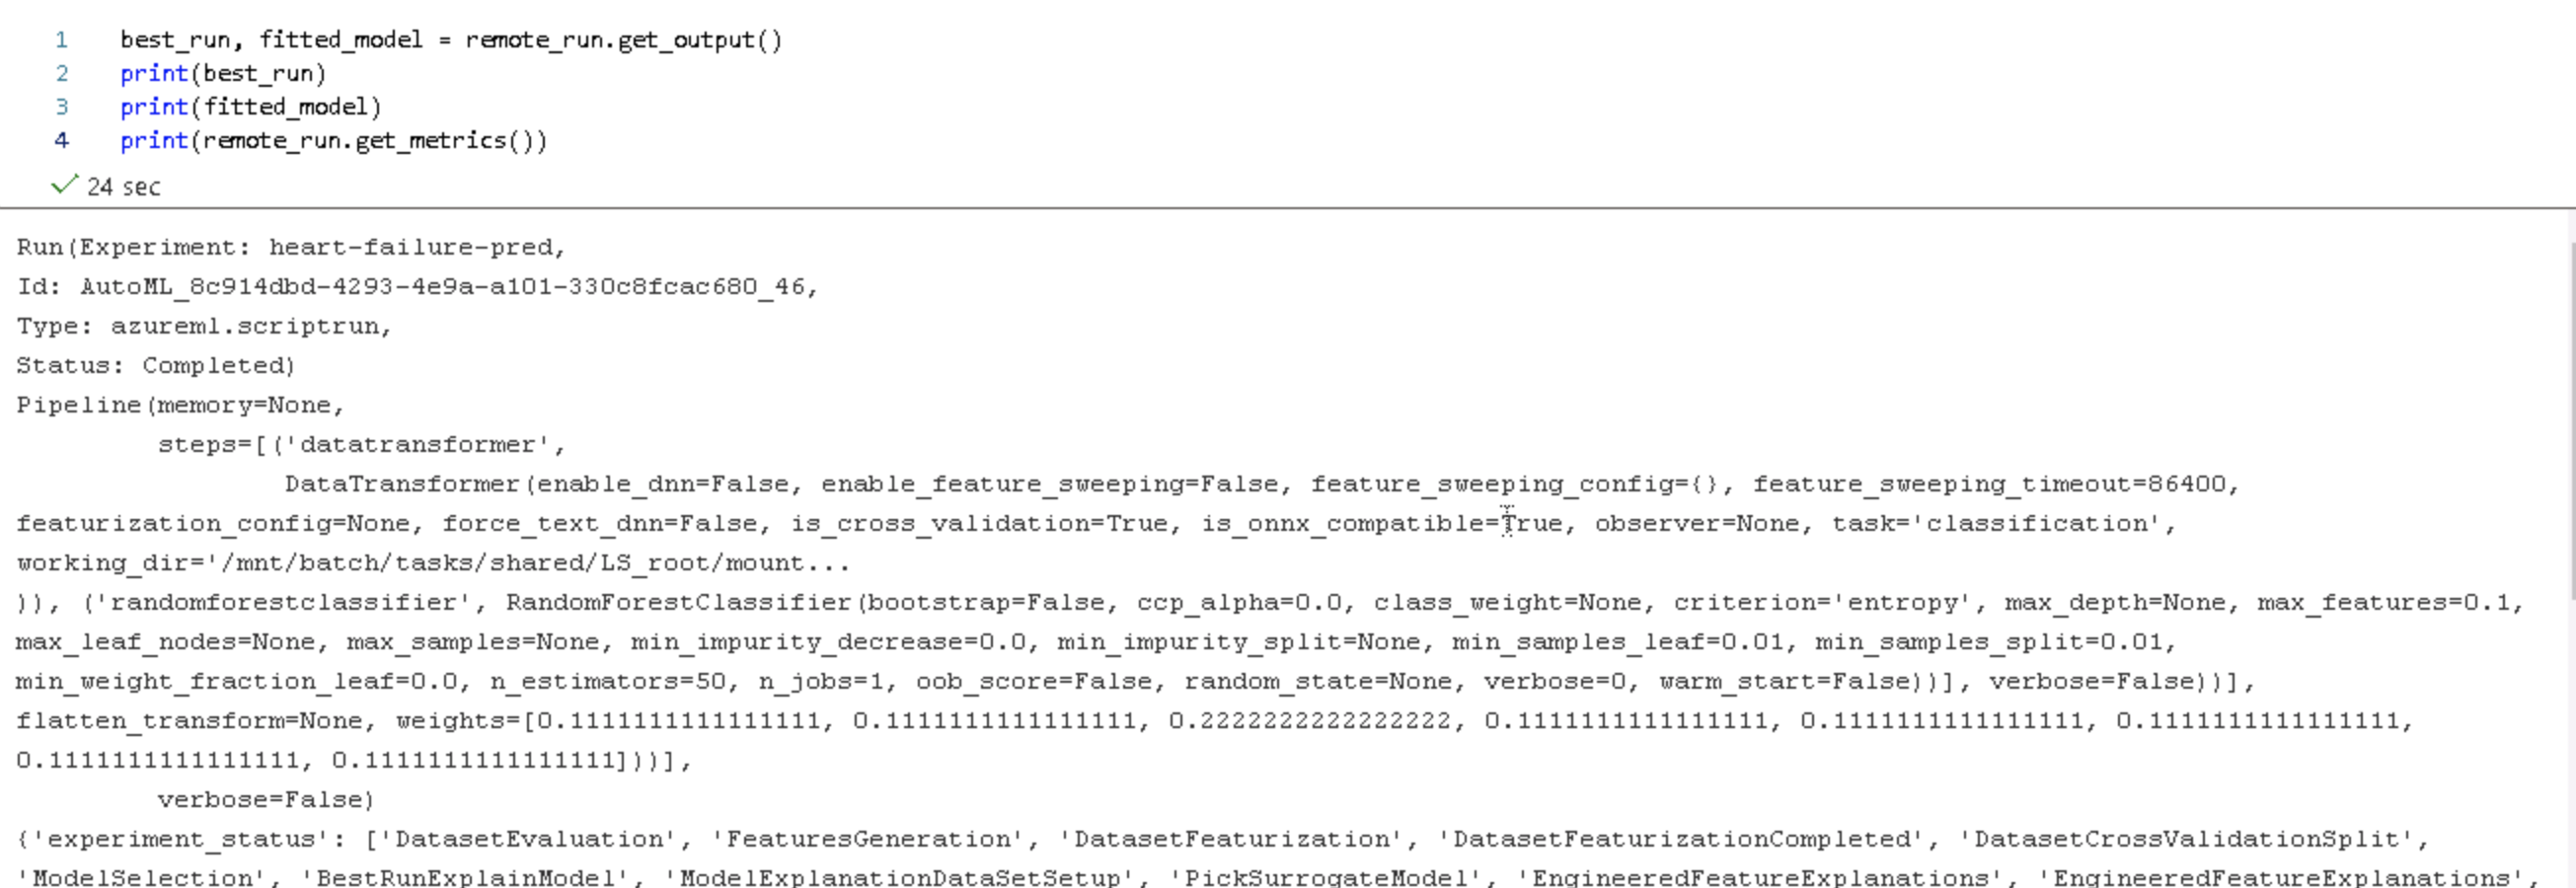 1 best_run, fitted_model = remote_run.get_output()
2 print(best_run)
3 print(fitted_model)
4 print(remote_run.get_metrics())
24 sec
Run(Experiment: heart-failure-pred,
Id: AutoML_8c914dbd-4293-4e9a-a101-330c8fcac680_46,
Type: azureml.scriptrun,
Status: Completed)
Pipeline(memory=None,
steps=[('datatransformer',
DataTransformer(enable_dnn=False, enable_feature_sweeping=False, feature_sweeping_config={}, feature_sweeping_timeout=86400,
featurization_config=None, force_text_dnn=False, is_cross_validation=True, is_onnx_compatible=True, observer=None, task='classification',
working_dir='/mnt/batch/tasks/shared/LS_root/mount...
)), ('randomforestclassifier', RandomForestClassifier(bootstrap=False, ccp_alpha=0.0, class_weight=None, criterion='entropy', max_depth=None, max_features=0.1,
max_leaf_nodes=None, max_samples=None, min_impurity_decrease=0.0, min_impurity_split=None, min_samples_leaf=0.01, min_samples_split=0.01,
min_weight_fraction_leaf=0.0, n_estimators=50, n_jobs=1, oob_score=False, random_state=None, verbose=0, warm_start=False))], verbose=False))],
flatten_transform=None, weights=[0.1111111111111111, 0.1111111111111111, 0.2222222222222222, 0.1111111111111111, 0.1111111111111111, 0.1111111111111111,
0.1111111111111111, 0.1111111111111111]))],
verbose=False)
{'experiment_status': ['DatasetEvaluation', 'FeaturesGeneration', 'DatasetFeaturization', 'DatasetFeaturizationCompleted', 'DatasetCrossValidationSplit',
'ModelSelection', 'BestRunExplainModel', 'ModelExplanationDataSetSetup', 'PickSurrogateModel', 'EngineeredFeatureExplanations', 'EngineeredFeatureExplanations',